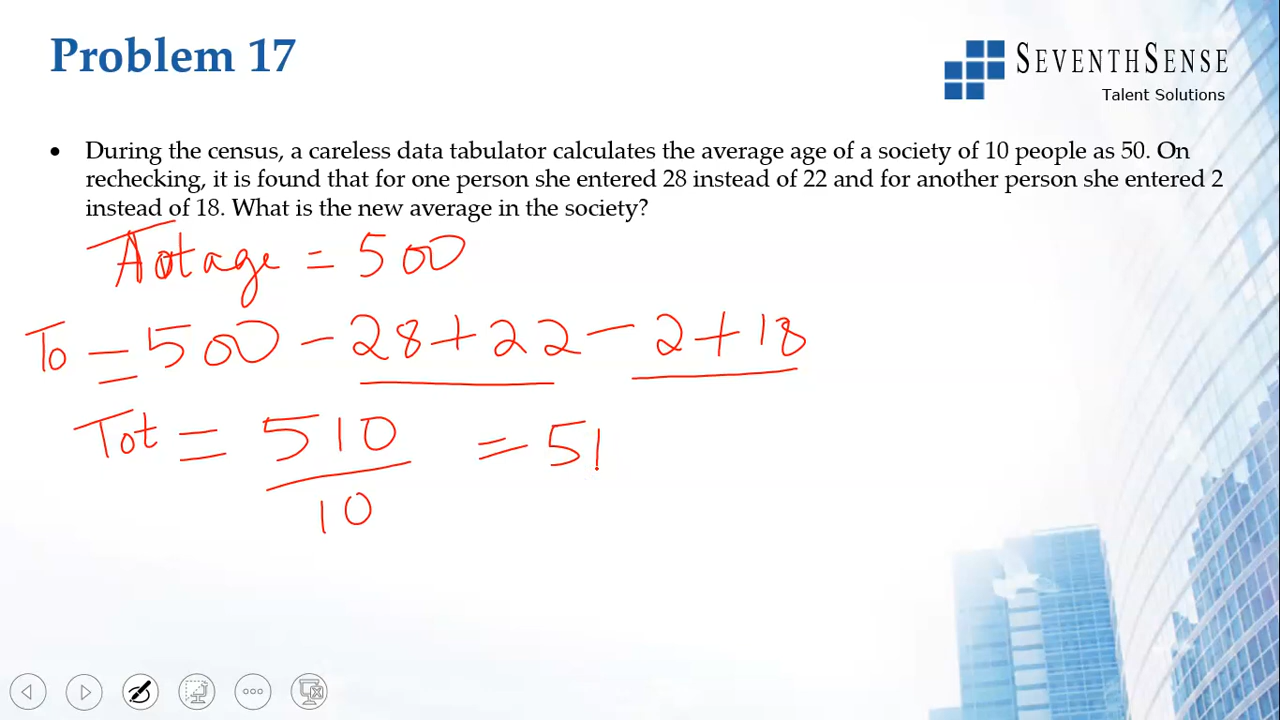 Problem 17
SEVENTHSENSE
Talent Solutions
• During the census, a careless data tabulator calculates the average age of a society of 10 people as 50. On
rechecking, it is found that for one person she entered 28 instead of 22 and for another person she entered 2
instead of 18. What is the new average in the society?
Tot age = 500
To = 500 - 28 + 22 - 2 + 18
Tot = 510 = 51
10